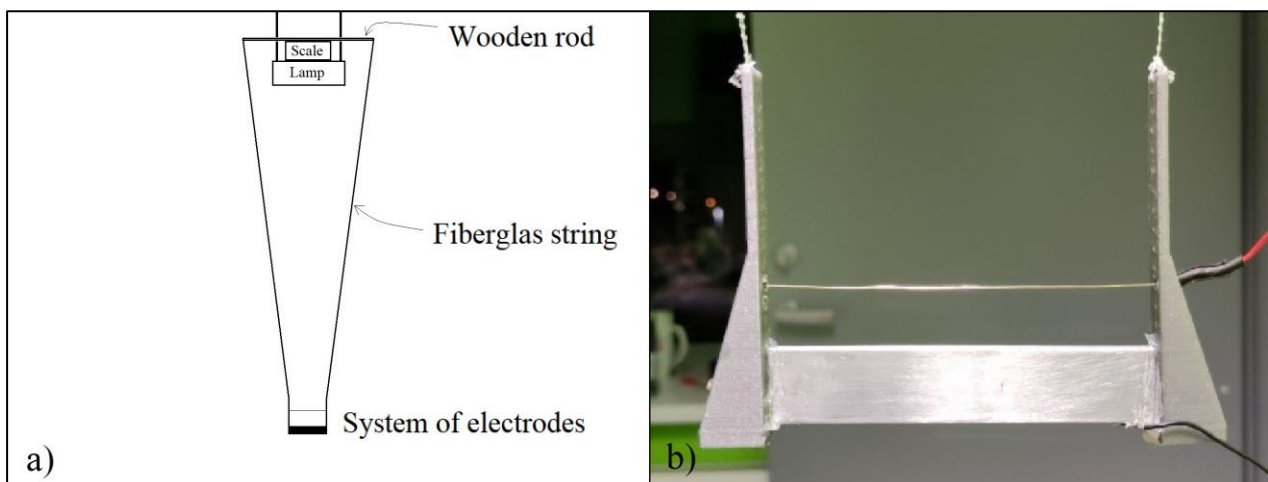 Wooden rod
Scale
Lamp
Fiberglas string
System of electrodes
a)
b)